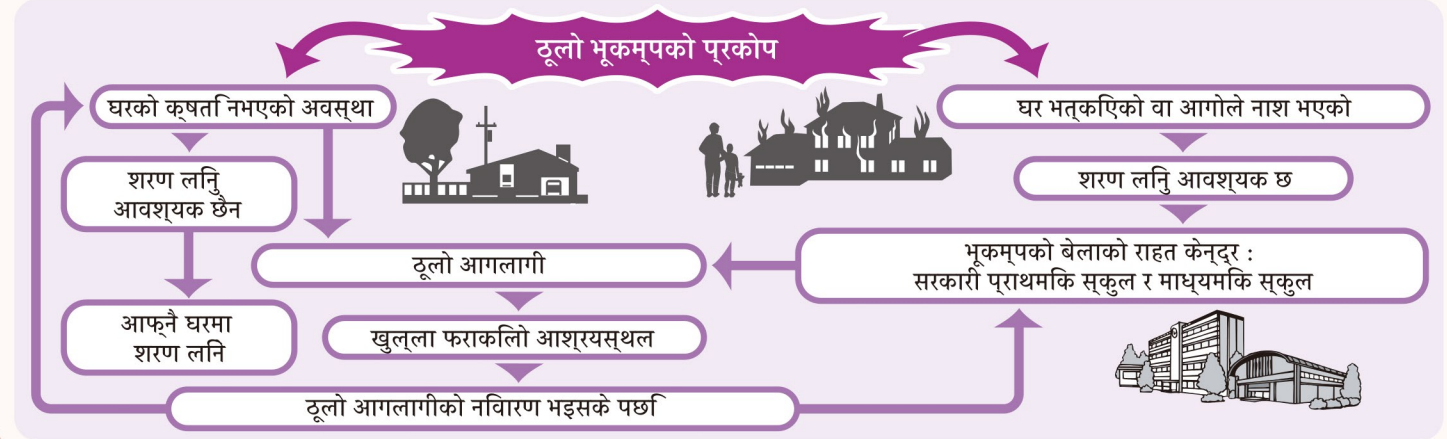 ठूलो भूकम्पको प्रकोप
घरको क्षति नभएको अवस्था
घर भत्किएको वा आगोले नाश भएको
शरण लिनु
आवश्यक छैन
शरण लिनु आवश्यक छ
ठूलो आगलागी
भूकम्पको बेलाको राहत केन्द्र :
सरकारी प्राथमिक स्कुल र माध्यमिक स्कुल
आफ्नै घरमा
शरण लिन
खुल्ला फराकिलो आश्रयस्थल
ठूलो आगलागीको निवारण भइसके पछि